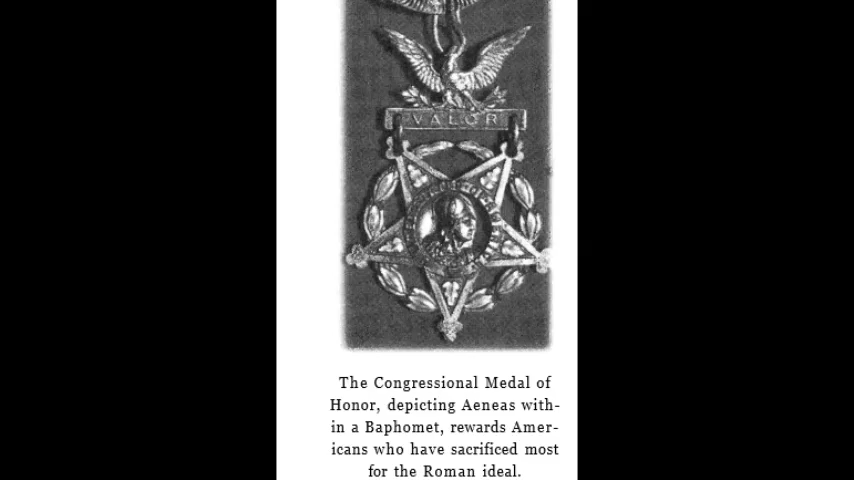 VALOR
The Congressional Medal of
Honor, depicting Aeneas with-
in a Baphomet, rewards Amer-
icans who have sacrificed most
for the Roman ideal.